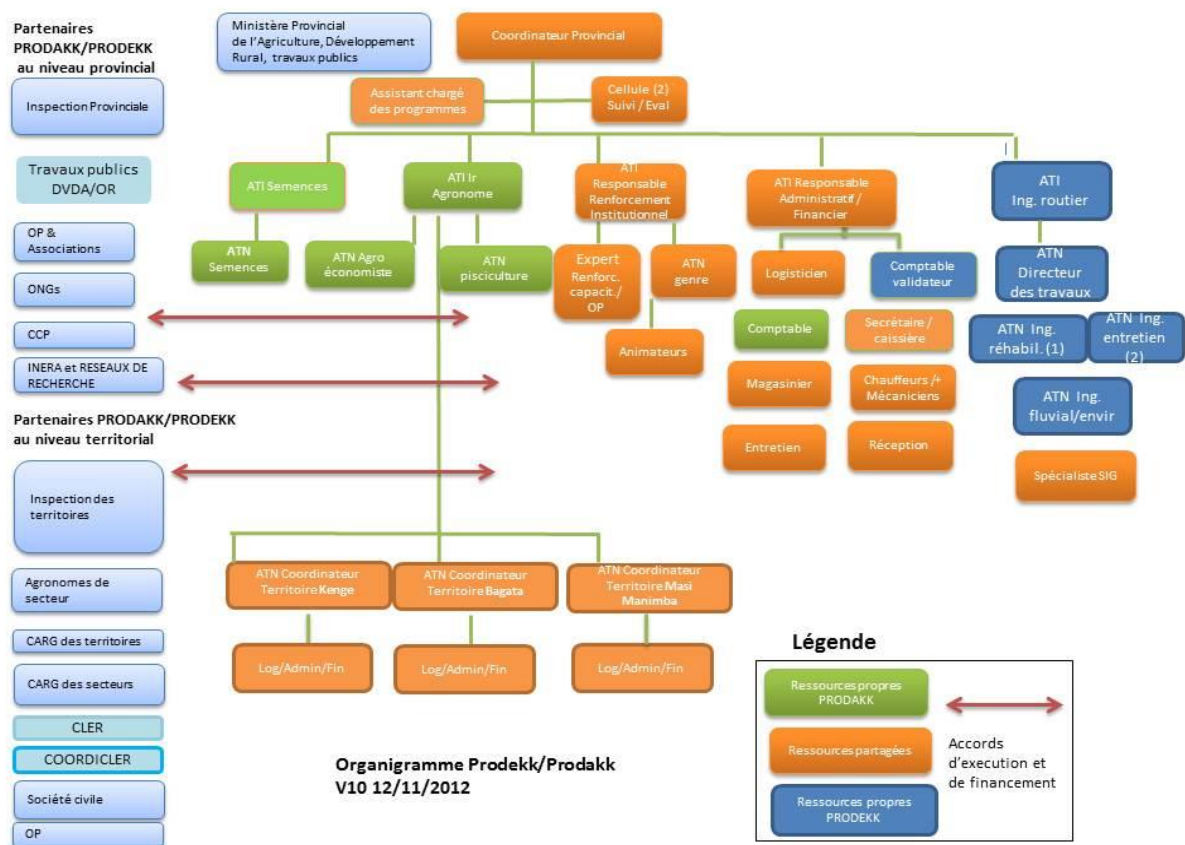 Partenaires
PRODAKK/PRODEKK
au niveau provincial
Inspection Provinciale
Travaux publics
DVDA/OR
OP &
Associations
ONGs
CCP
INERA et RESEAUX DE
RECHERCHE
Partenaires PRODAKK/PRODEKK
au niveau territorial
Inspection des
territoires
Agronomes de
secteur
CARG des territoires
CARG des secteurs
CLER
COORDICLER
Société civile
OP
Ministère Provincial
de l'Agriculture, Développement
Rural, travaux publics
Coordinateur Provincial
Assistant chargé
des programmes
Cellule (2)
Suivi / Eval
ATI Semences
ATI Ir
Agronome
ATI
Responsable
Renforcement
Institutionnel
ATI Responsable
Administratif /
Financier
ATI
Ing. routier
ATN
Semences
ATN Agro
économiste
ATN
pisciculture
Expert
Renforc.
capacit./
OP
ATN
genre
Animateurs
Logisticien
Comptable
validateur
Comptable
Secrétaire /
caissière
Magasinier
Chauffeurs /+
Mécaniciens
Entretien
Réception
ATN
Directeur
des travaux
ATN Ing.
réhabil. (1)
ATN Ing.
entretien
(2)
ATN Ing.
fluvial/envir
Spécialiste SIG
ATN Coordinateur
Territoire Kenge
ATN Coordinateur
Territoire Bagata
ATN Coordinateur
Territoire Masi
Manimba
Log/Admin/Fin
Log/Admin/Fin
Log/Admin/Fin
Organigramme Prodekk/Prodakk
V10 12/11/2012
Légende
Ressources propres
PRODAKK
Ressources partagées
Ressources propres
PRODEKK
Accords
d'execution et
de financement